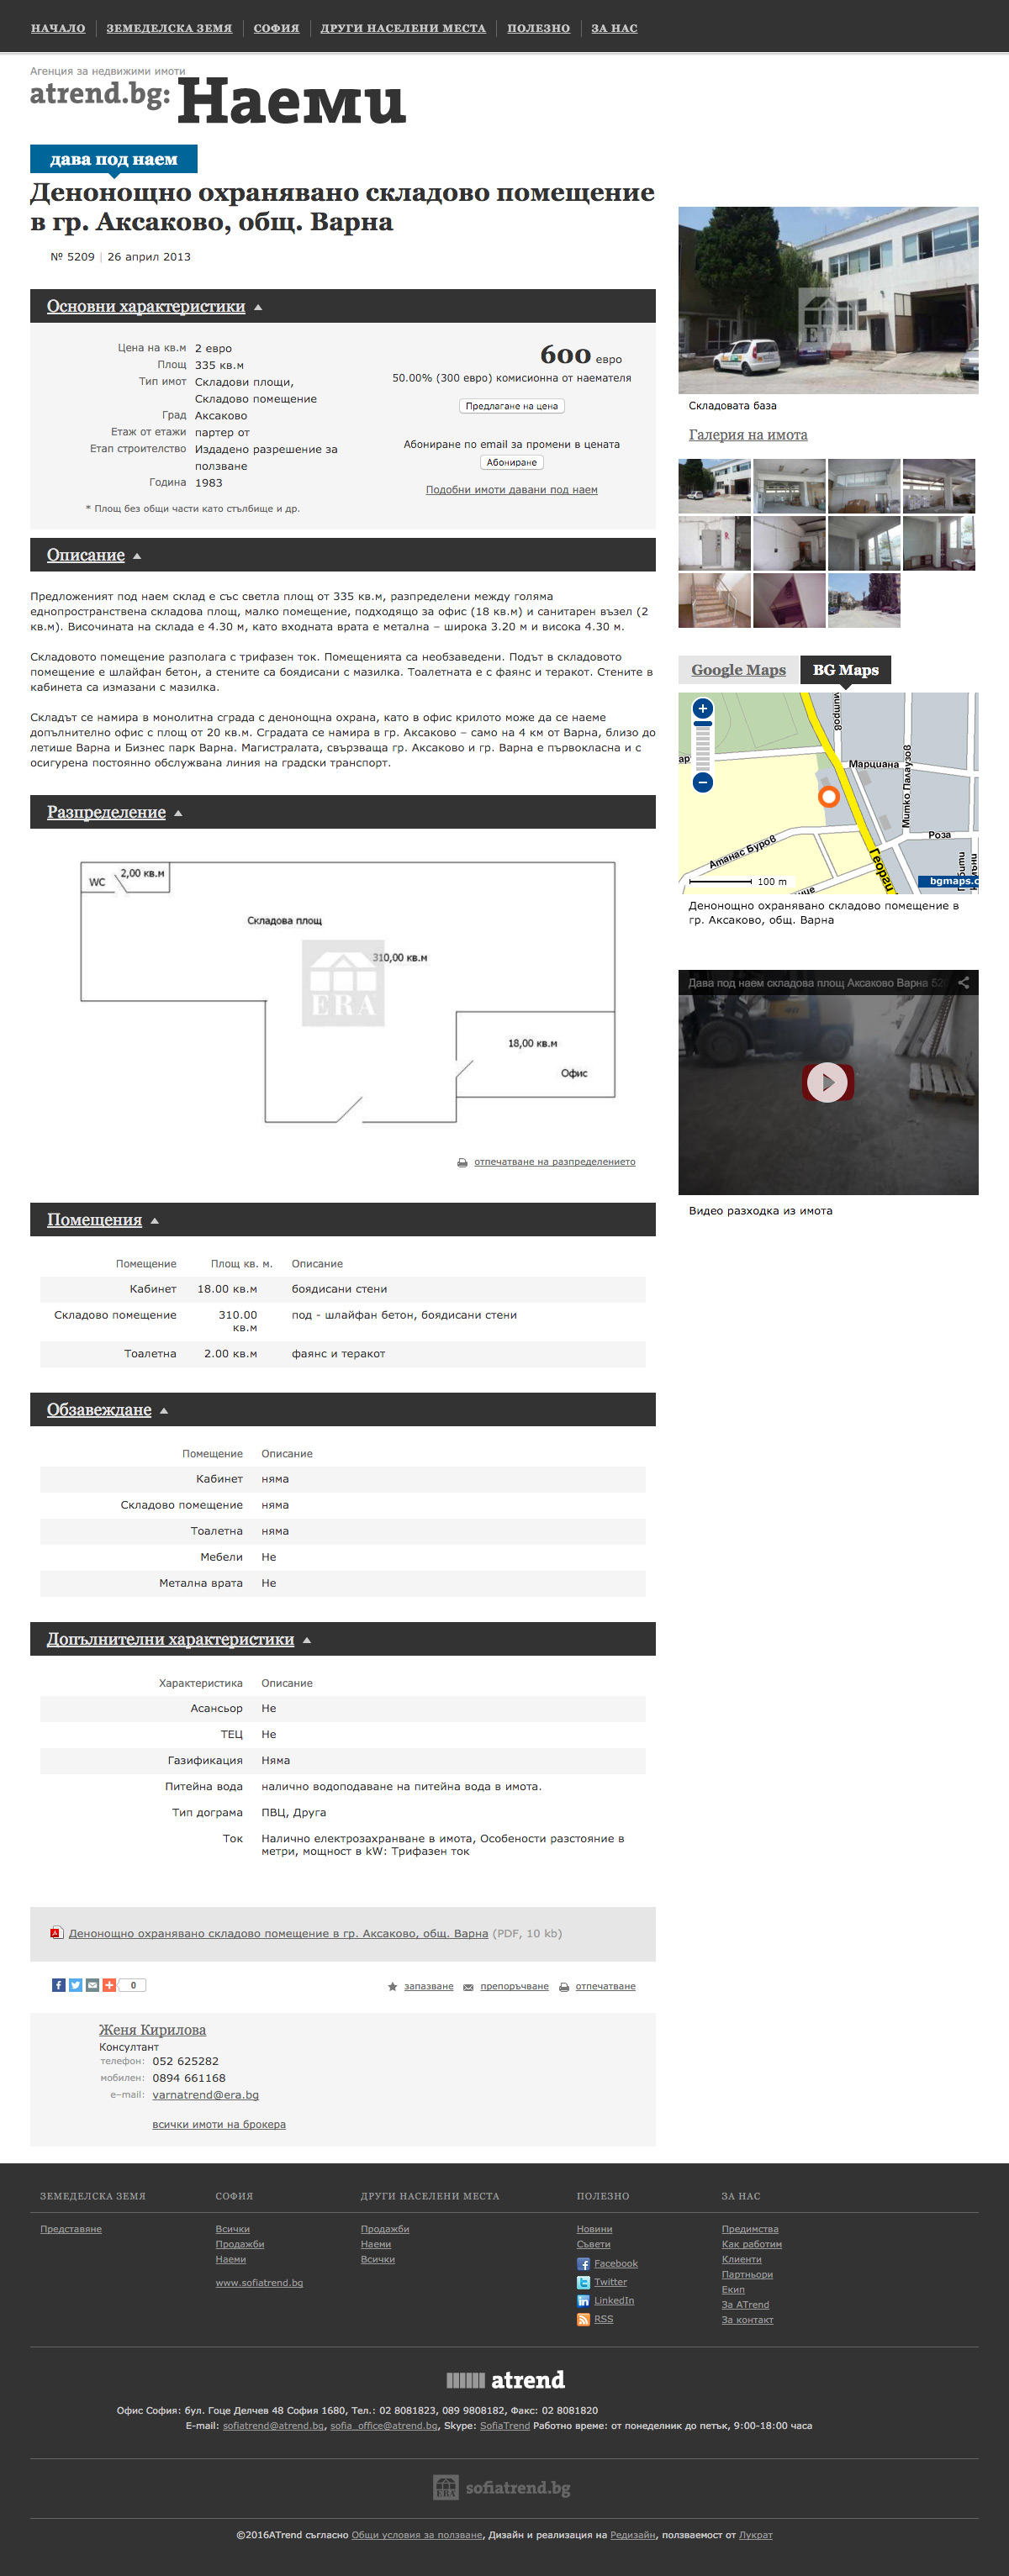 НАЧАЛО
ЗЕМЕДЕЛСКА ЗЕМЯ
СОФИЯ
ДРУГИ НАСЕЛЕНИ МЕСТА
ПОЛЕЗНО
ЗА НАС
Агенция за недвижими имоти
atrend.bg: Наеми
дава под наем
Денонощно охранявано складово помещение
в гр. Аксаково, общ. Варна
№ 5209 | 26 април 2013
Основни характеристики
Цена на кв.м 2 евро
Площ 335 кв.м
Тип имот Складови площи,
Складово помещение
Град Аксаково
Етаж от етажи партер от
Етап строителство Издадено разрешение за
ползване
Година 1983
* Площ без общи части като стълбище и др.
600 евро
50.00% (300 евро) комисионна от наемателя
Предлагане на цена
Абониране по email за промени в цената
Абониране
Подобни имоти давани под наем
Описание
Предложеният под наем склад е със светла площ от 335 кв.м, разпределени между голяма
еднопространствена складова площ, малко помещение, подходящо за офис (18 кв.м) и санитарен възел (2
кв.м). Височината на склада е 4.30 м, като входната врата е метална – широка 3.20 м и висока 4.30 м.
Складовото помещение разполага с трифазен ток. Помещенията са необзаведени. Подът в складовото
помещение е шлайфан бетон, а стените са боядисани с мазилка. Тоалетната е с фаянс и теракот. Стените в
кабинета са измазани с мазилка.
Складът се намира в монолитна сграда с денонощна охрана, като в офис крилото може да се наеме
допълнително офис с площ от 20 кв.м. Сградата се намира в гр. Аксаково – само на 4 км от Варна, близо до
летище Варна и Бизнес парк Варна. Магистралата, свързваща гр. Аксаково и гр. Варна е първокласна и с
осигурена постоянно обслужвана линия на градски транспорт.
Разпределение
WC
2,00 кв.м
Складова площ
310,00 кв.м
ERA
18,00 кв.м
Офис
отпечатване на разпределението
Помещения
Помещение Площ кв. м. Описание
Кабинет 18.00 кв.м боядисани стени
Складово помещение 310.00 под - шлайфан бетон, боядисани стени
кв.м
Тоалетна 2.00 кв.м фаянс и теракот
Обзавеждане
Помещение Описание
Кабинет няма
Складово помещение няма
Тоалетна няма
Мебели Не
Метална врата Не
Допълнителни характеристики
Характеристика Описание
Асансьор Не
ТЕЦ Не
Газификация Няма
Питейна вода налично водоподаване на питейна вода в имота.
Тип дограма ПВЦ, Друга
Ток Налично електрозахранване в имота, Особености разстояние в
метри, мощност в kW: Трифазен ток
Денонощно охранявано складово помещение в гр. Аксаково, общ. Варна (PDF, 10 kb)
0
запазване препоръчване отпечатване
Женя Кирилова
Консултант
телефон: 052 625282
мобилен: 0894 661168
e-mail: varnatrend@era.bg
всички имоти на брокера
ERA
Складовата база
Галерия на имота
Google Maps
BG Maps
Марциана
Митко Палаузов
Роза
Атанас Буров
Георги
100 m
bgmaps.c
Денонощно охранявано складово помещение в
гр. Аксаково, общ. Варна
Дава под наем складова площ Аксаково Варна 52
Видео разходка из имота
ЗЕМЕДЕЛСКА ЗЕМЯ
Представяне
СОФИЯ
Всички
Продажби
Наеми
www.sofiatrend.bg
ДРУГИ НАСЕЛЕНИ МЕСТА
Продажби
Наеми
Всички
ПОЛЕЗНО
Новини
Съвети
Facebook
Twitter
LinkedIn
RSS
ЗА НАС
Предимства
Как работим
Клиенти
Партньори
Екип
За ATrend
За контакт
atrend
Офис София: бул. Гоце Делчев 48 София 1680, Тел.: 02 8081823, 089 9808182, Факс: 02 8081820
E-mail: sofiatrend@atrend.bg, sofia_office@atrend.bg, Skype: SofiaTrend Работно време: от понеделник до петък, 9:00-18:00 часа
ERA sofiatrend.bg
©2016ATrend съгласно Общи условия за ползване, Дизайн и реализация на Редизайн, ползваемост от Лукрат